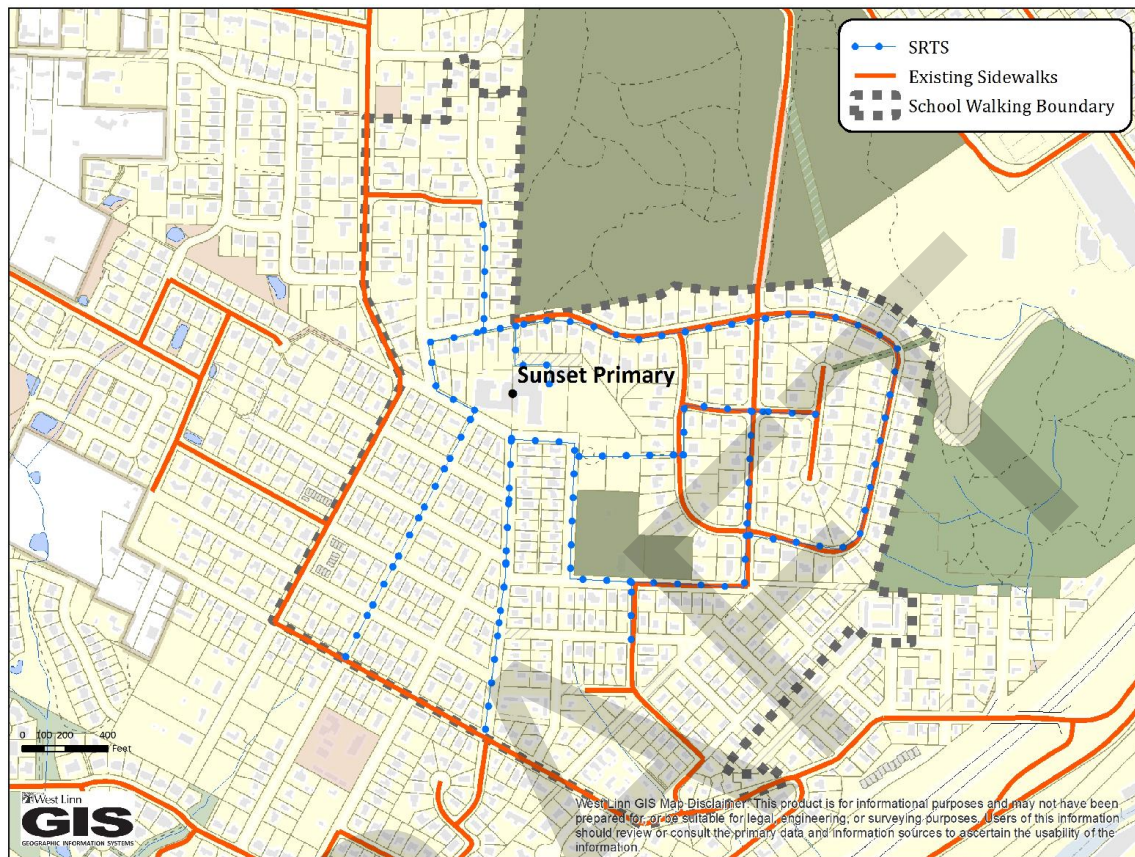 SRTS
Existing Sidewalks
School Walking Boundary
Sunset Primary
0 100 200 400
Feet
West Linn
GIS
GEOGRAPHIC INFORMATION SYSTEMS
West Linn GIS Map Disclaimer: This product is for informational purposes and may not have been
prepared for, or be suitable for legal, engineering, or surveying purposes. Users of this information
should review or consult the primary data and information sources to ascertain the usability of the
information.